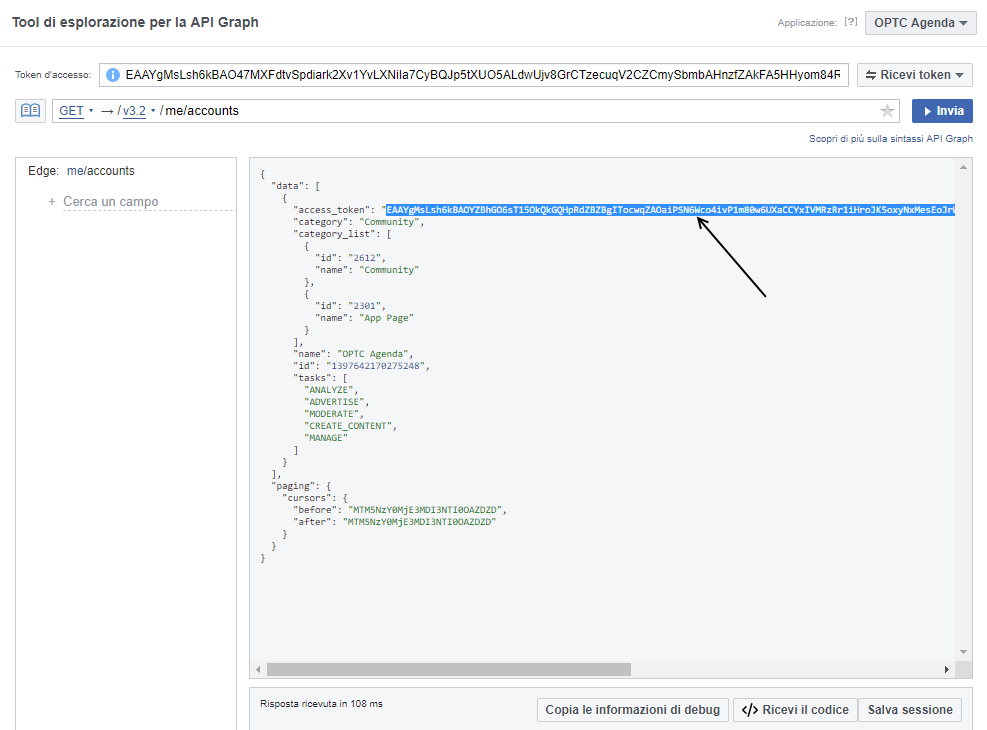 Tool di esplorazione per la API Graph
Applicazione: [?] OPTC Agenda
Token d'accesso: EAAYgMsLsh6kBAO47MXFdtvSpdiark2Xv1YvLXNiIa7CyBQJp5tXUO5ALdwUjv8GrCTzecuqV2CZCmySbmbAHnzfZAkFA5HHyom84R Ricevi token
GET → / v3.2 / me/accounts Invia
Scopri di più sulla sintassi API Graph
Edge: me/accounts
+ Cerca un campo
{
"data": [
{
"access_token": "EAAYgMsLsh6kBAOYZBhGO6sT15OkQkGQHpRdZBZBgITocwqZAOaiPSN6Wco4ivP1m80w6UXaCCYxIVMRzRr1iHroJK5oxyNxMesEoJr
"category": "Community",
"category_list": [
{
"id": "2612",
"name": "Community"
},
{
"id": "2301",
"name": "App Page"
}
],
"name": "OPTC Agenda",
"id": "1397642170275248",
"tasks": [
"ANALYZE",
"ADVERTISE",
"MODERATE",
"CREATE_CONTENT",
"MANAGE"
]
}
],
"paging": {
"cursors": {
"before": "MTM5NzY0MjE3MDI3NTI0OAZDZD",
"after": "MTM5NzY0MjE3MDI3NTI0OAZDZD"
}
}
}
Risposta ricevuta in 108 ms
Copia le informazioni di debug </> Ricevi il codice Salva sessione